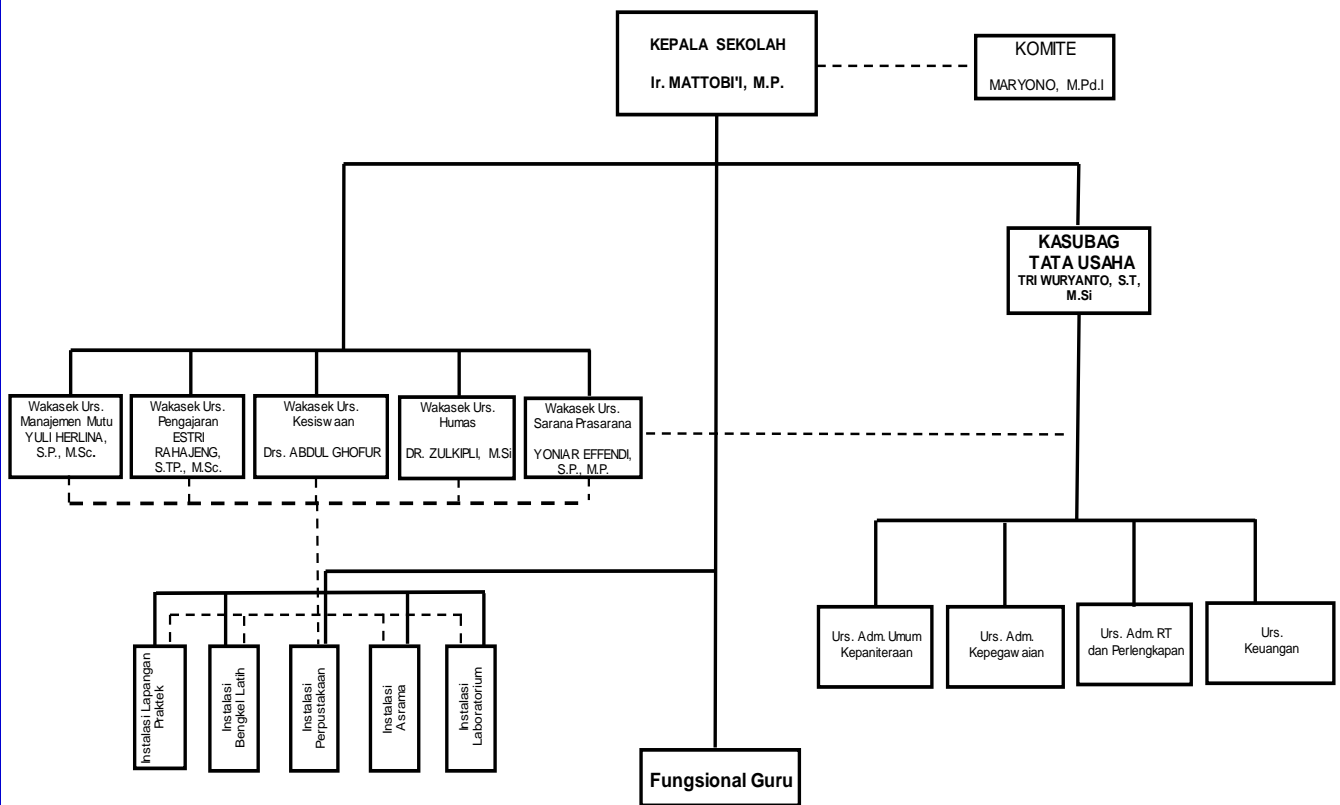 KEPALA SEKOLAH
Ir. MATTOBI'I, M.P.
KOMITE
MARYONO, M.Pd.I
KASUBAG
TATA USAHA
TRI WURYANTO, S.T,
M.Si
Wakasek Urs.
Manajemen Mutu
YULI HERLINA,
S.P., M.Sc.
Wakasek Urs.
Pengajaran
ESTRI
RAHAJENG,
S.TP., M.Sc.
Wakasek Urs.
Kesiswaan
Drs. ABDUL GHOFUR
Wakasek Urs.
Humas
DR. ZULKIPLI, M.Si
Wakasek Urs.
Sarana Prasarana
YONIAR EFFENDI,
S.P., M.P.
Urs. Adm. Umum
Kepaniteraan
Urs. Adm.
Kepegawaian
Urs. Adm. RT
dan Perlengkapan
Urs.
Keuangan
Instalasi Lapangan
Praktek
Instalasi
Bengkel Latih
Instalasi
Perpustakaan
Instalasi
Asrama
Instalasi
Laboratorium
Fungsional Guru